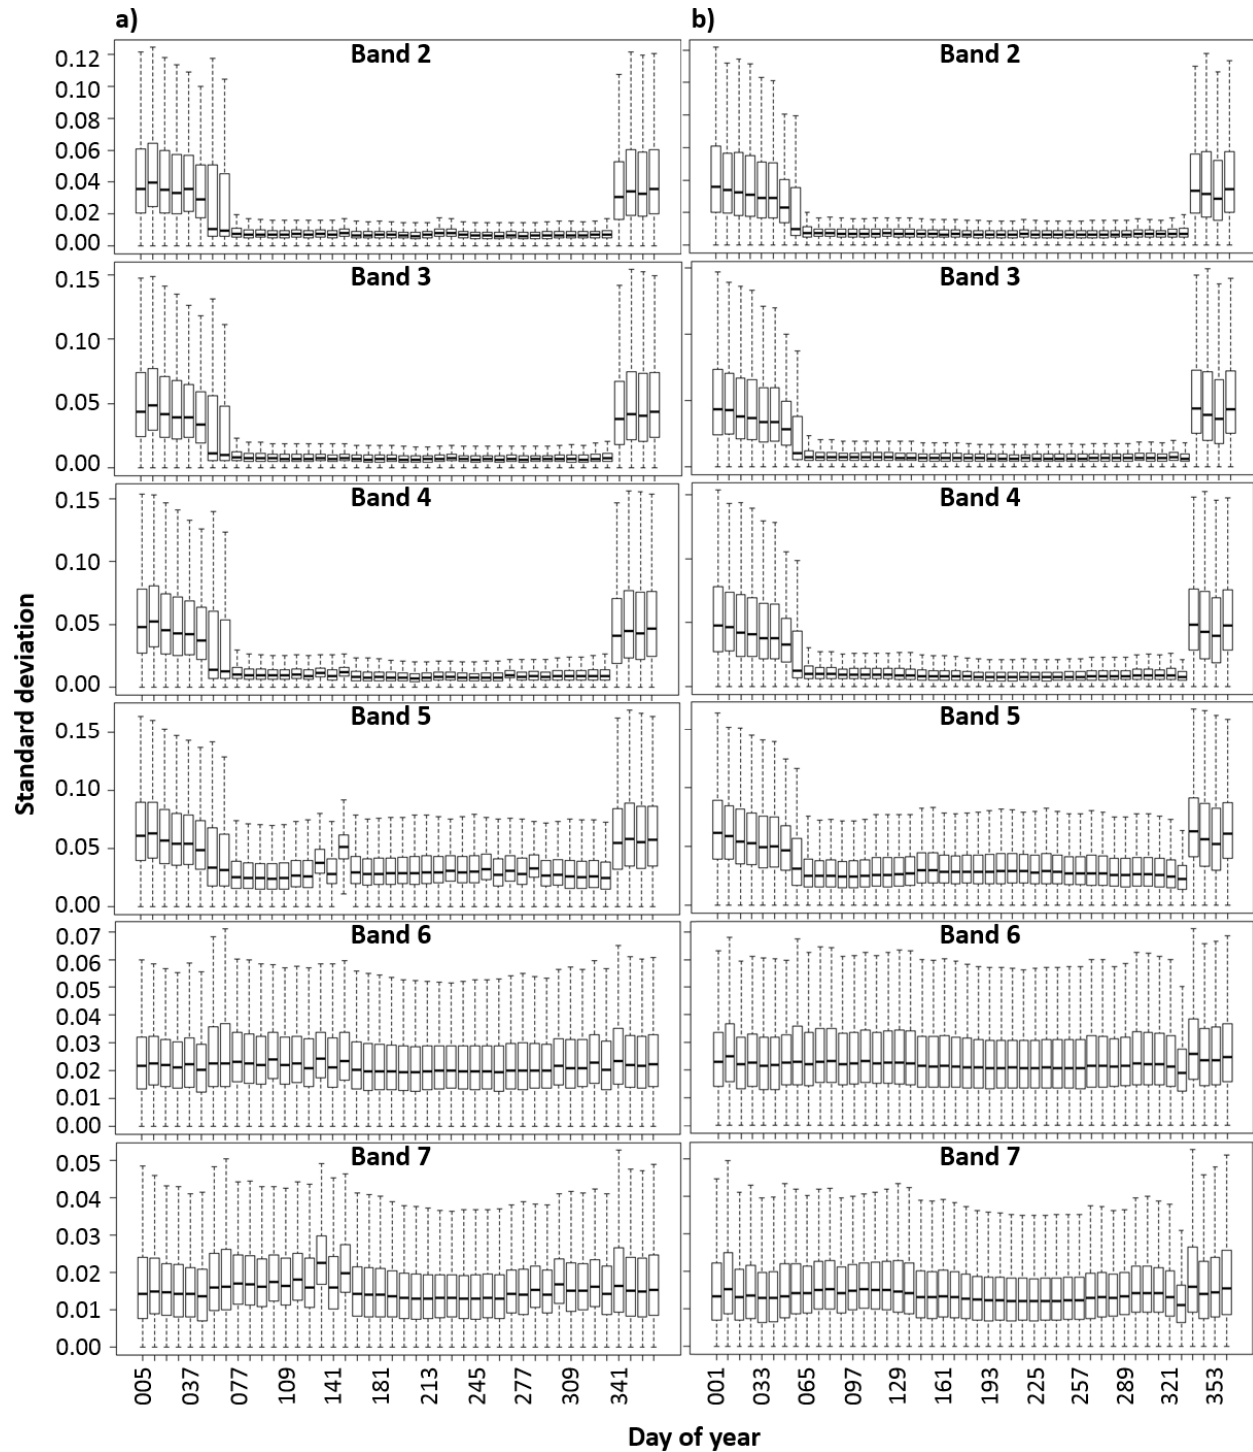 a)
b)
Band 2
Band 2
0.12
0.10
0.08
0.06
0.04
0.02
0.00
Band 3
Band 3
0.15
0.10
0.05
0.00
Band 4
Band 4
0.15
0.10
0.05
0.00
Band 5
Band 5
0.15
0.10
0.05
0.00
Band 6
Band 6
0.07
0.06
0.05
0.04
0.03
0.02
0.01
0.00
Band 7
Band 7
0.05
0.04
0.03
0.02
0.01
0.00
Standard deviation
005 037 077 109 141 181 213 245 277 309 341
001 033 065 097 129 161 193 225 257 289 321 353
Day of year